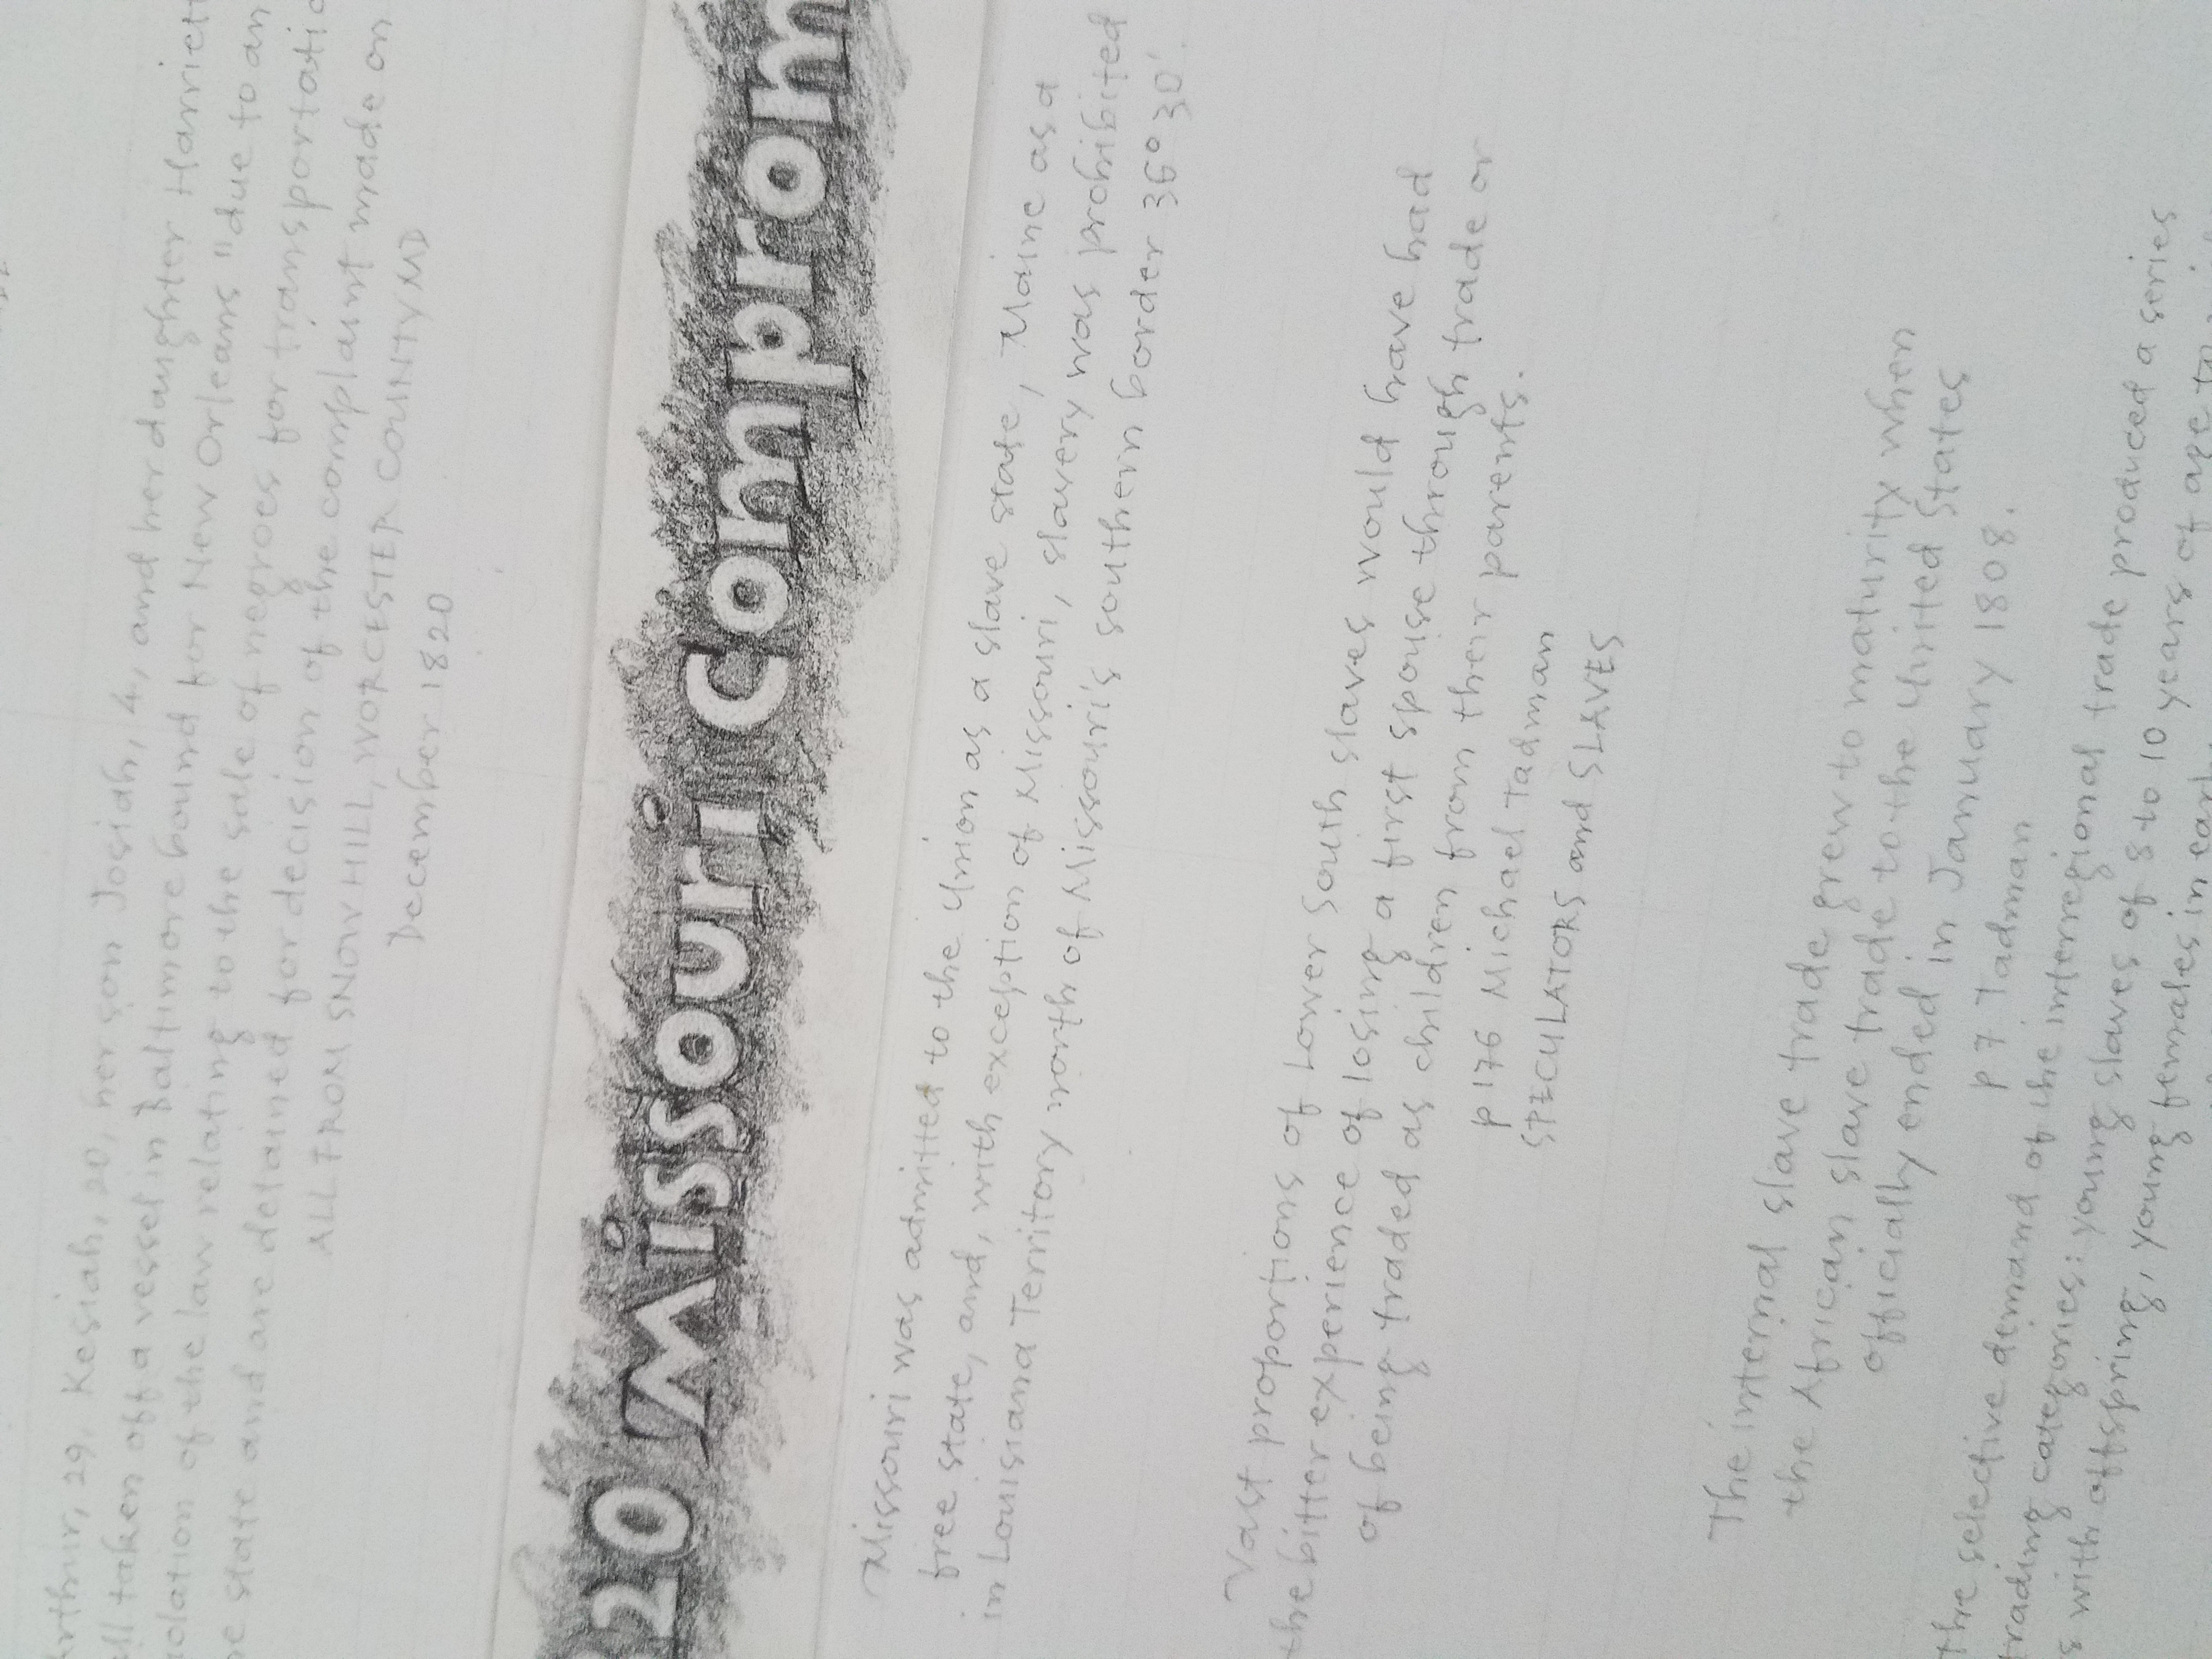 Arthur, 29, Kesiah, 20, her son Josiah, 4, and her daughter Harriett
all taken off a vessel in Baltimore bound for New Orleans "due to an
iolation of the law relating to the sale of negroes for transportatio
he state and are detained for decision of the complaint made on
ALL FROM SNOW HILL, WORCESTER COUNTY MD
December 1820
20 Missouri Comprom
Missouri was admitted to the Union as a slave state, Maine as a
free state, and, with exception of Missouri, slavery was prohibited
in Louisiana Territory north of Missouri's southern border 36° 30'.
Vast proportions of Lower South slaves would have had
the bitter experience of losing a first spouse through trade or
of being traded as children from their parents.
p 176 Michael Tadman
SPECULATORS and SLAVES
The internal slave trade grew to maturity when
the African slave trade to the United States
officially ended in January 1808.
p 7 Tadman
the selective demand of the interregional trade produced a series
trading categories: young slaves of 8 to 10 years of age to
s with offspring, young females in early